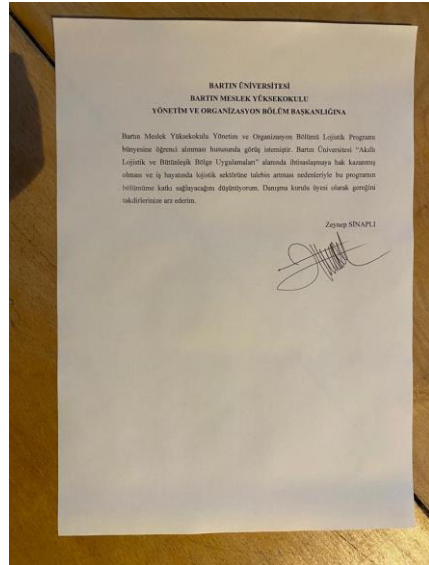 BARTIN ÜNİVERSİTESİ
BARTIN MESLEK YÜKSEKOKULU
YÖNETİM VE ORGANİZASYON BÖLÜM BAŞKANLIĞINA
Bartın Meslek Yüksekokulu Yönetim ve Organizasyon Bölümü Lojistik Programı
bünyesine öğrenci alınması hususunda görüş istemiştir. Bartın Üniversitesi “Akıllı
Lojistik ve Bütünleşik Bölge Uygulamaları” alanında ihtisaslaşmaya hak kazanmış
olması ve iş hayatında lojistik sektörüne talebin artması nedenleriyle bu programın
bölümüme katkı sağlayacağını düşünüyorum. Danışma kurulu üyesi olarak gereğini
takdirlerinize arz ederim.
Zeynep SİNAPLI